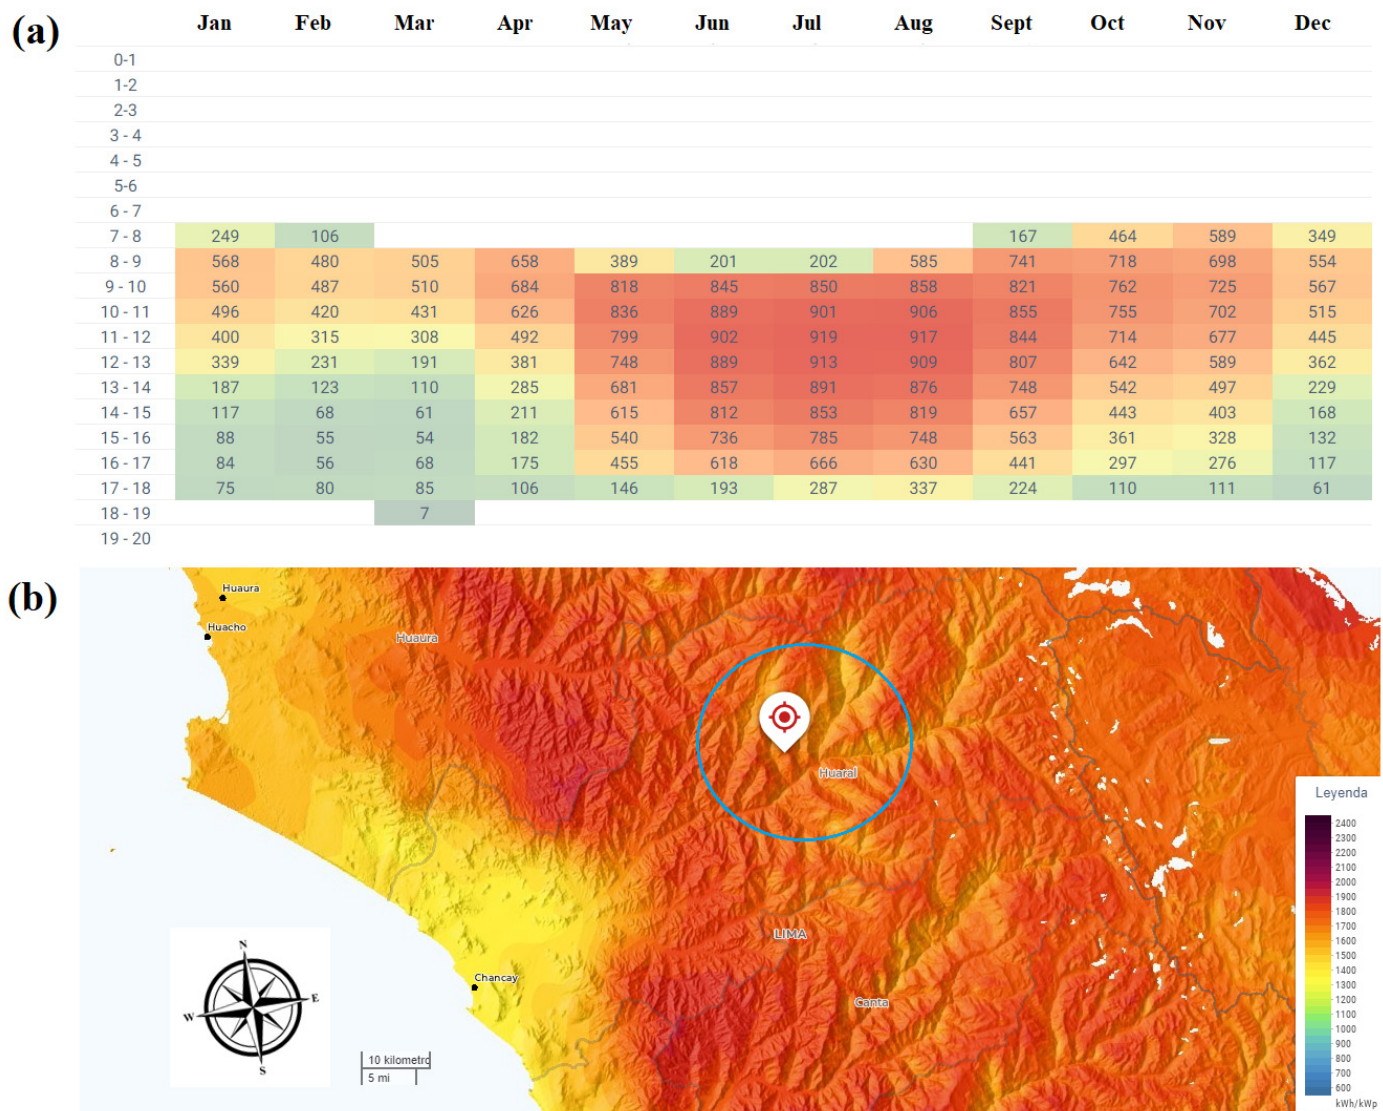 (a) Jan Feb Mar Apr May Jun Jul Aug Sept Oct Nov Dec
0-1
1-2
2-3
3 - 4
4 - 5
5-6
6 - 7
7 - 8 249 106 167 464 589 349
8 - 9 568 480 505 658 389 201 202 585 741 718 698 554
9 - 10 560 487 510 684 818 845 850 858 821 762 725 567
10 - 11 496 420 431 626 836 889 901 906 855 755 702 515
11 - 12 400 315 308 492 799 902 919 917 844 714 677 445
12 - 13 339 231 191 381 748 889 913 909 807 642 589 362
13 - 14 187 123 110 285 681 857 891 876 748 542 497 229
14 - 15 117 68 61 211 615 812 853 819 657 443 403 168
15 - 16 88 55 54 182 540 736 785 748 563 361 328 132
16 - 17 84 56 68 175 455 618 666 630 441 297 276 117
17 - 18 75 80 85 106 146 193 287 337 224 110 111 61
18 - 19 7
19 - 20
(b)
Huaura
Huacho
Huaura
Huaral
LIMA
Chancay
Canta
N
W E
S
10 kilometro
5 mi
Leyenda
2400
2300
2200
2100
2000
1900
1800
1700
1600
1500
1400
1300
1200
1100
1000
900
800
700
600
kWh/kWp